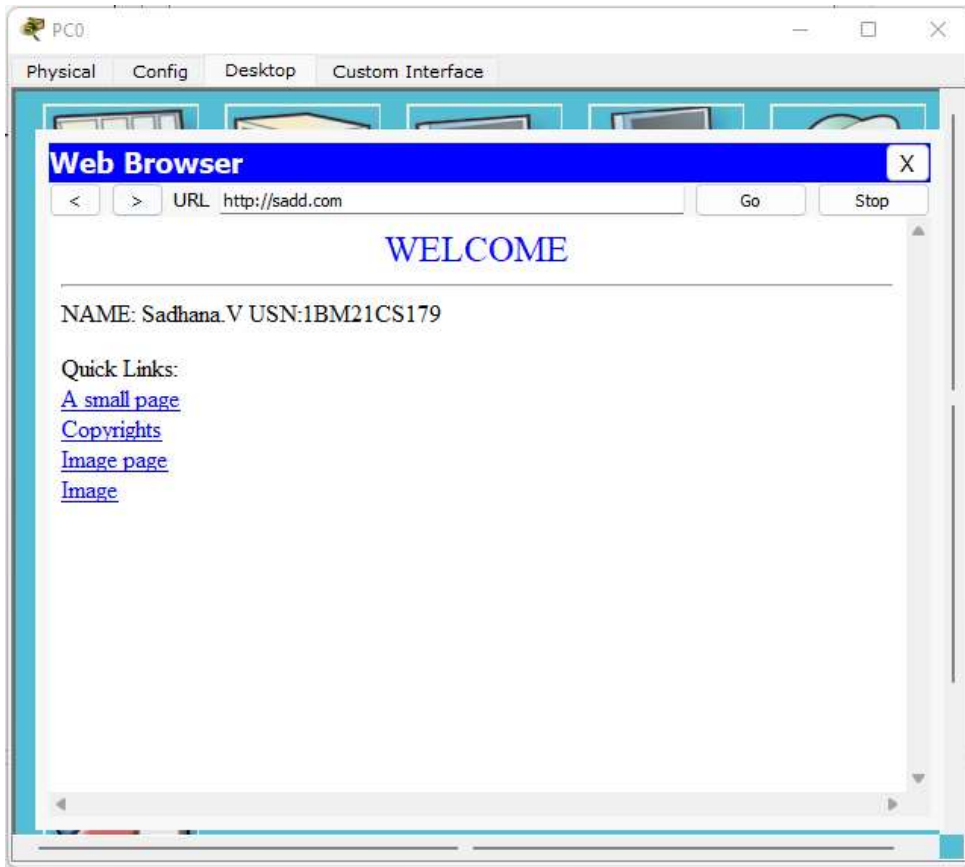 PC0
Physical Config Desktop Custom Interface
Web Browser X
< > URL http://sadd.com Go Stop
WELCOME
NAME: Sadhana.V USN:1BM21CS179
Quick Links:
A small page
Copyrights
Image page
Image